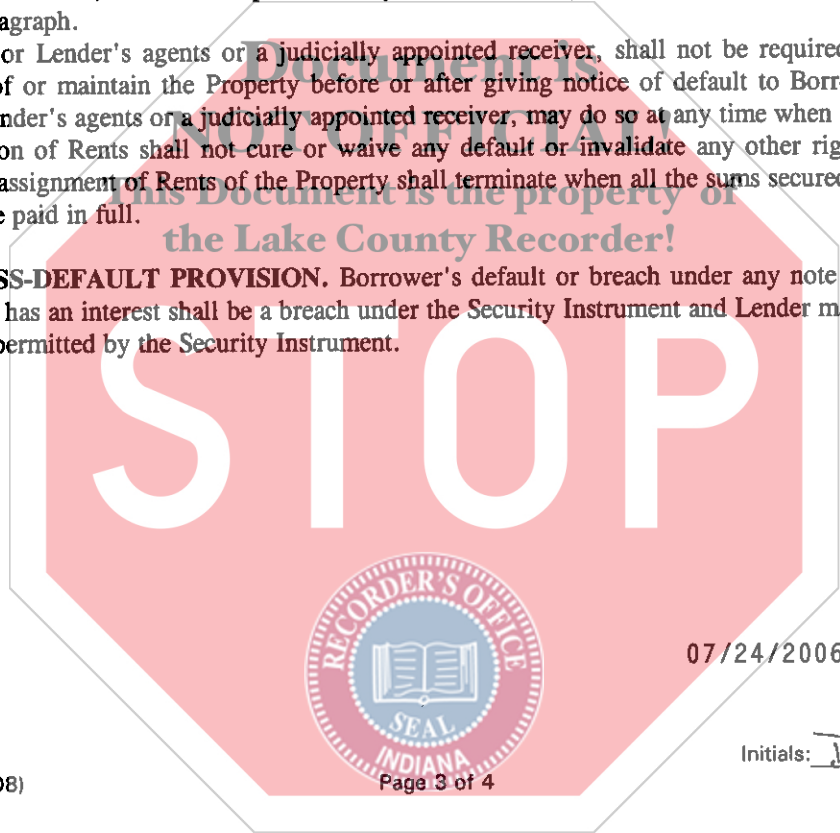 agraph.
or Lender's agents or a judicially appointed receiver, shall not be required
of or maintain the Property before or after giving notice of default to Borr
nder's agents or a judicially appointed receiver, may do so at any time when
on of Rents shall not cure or waive any default or invalidate any other rig
assignment of Rents of the Property shall terminate when all the sums secured
e paid in full.
Document is
NOT OFFICIAL!
This Document is the property of
the Lake County Recorder!
SS-DEFAULT PROVISION. Borrower's default or breach under any note
has an interest shall be a breach under the Security Instrument and Lender m
permitted by the Security Instrument.
STOP
RECORDER'S OFFICE
SEAL
INDIANA
07/24/2006
Initials:
08)
Page 3 of 4